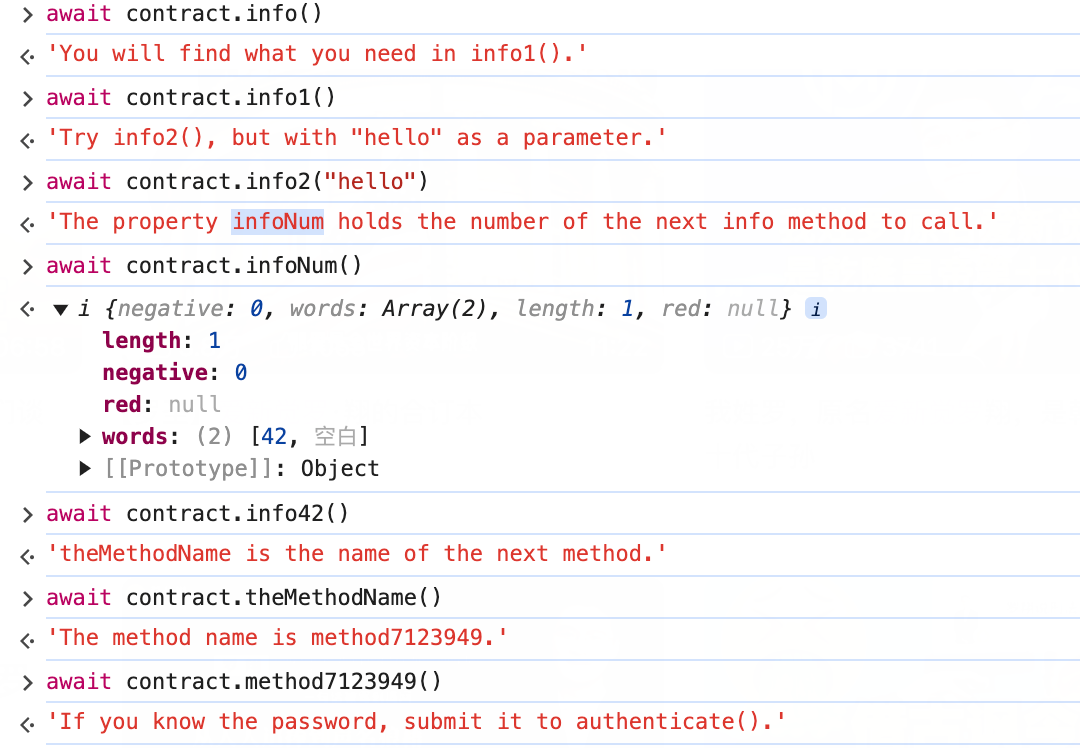 > await contract.info()
<· 'You will find what you need in info1().'
> await contract.info1()
<· 'Try info2(), but with "hello" as a parameter.'
> await contract.info2("hello")
<· 'The property infoNum holds the number of the next info method to call.'
> await contract.infoNum()
<· ▼ i {negative: 0, words: Array(2), length: 1, red: null} i
length: 1
negative: 0
red: null
▶ words: (2) [42, 空白]
▶ [[Prototype]]: Object
> await contract.info42()
<· 'theMethodName is the name of the next method.'
> await contract.theMethodName()
<· 'The method name is method7123949.'
> await contract.method7123949()
<· 'If you know the password, submit it to authenticate().'